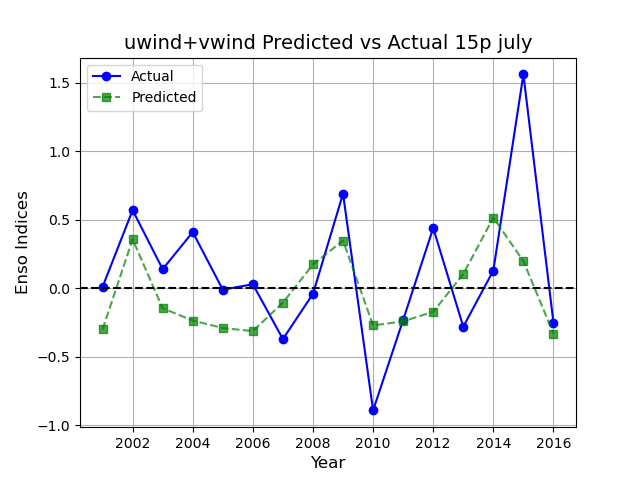 uwind+vwind Predicted vs Actual 15p july
Actual
Predicted
Enso Indices
1.5
1.0
0.5
0.0
−0.5
−1.0
2002 2004 2006 2008 2010 2012 2014 2016
Year